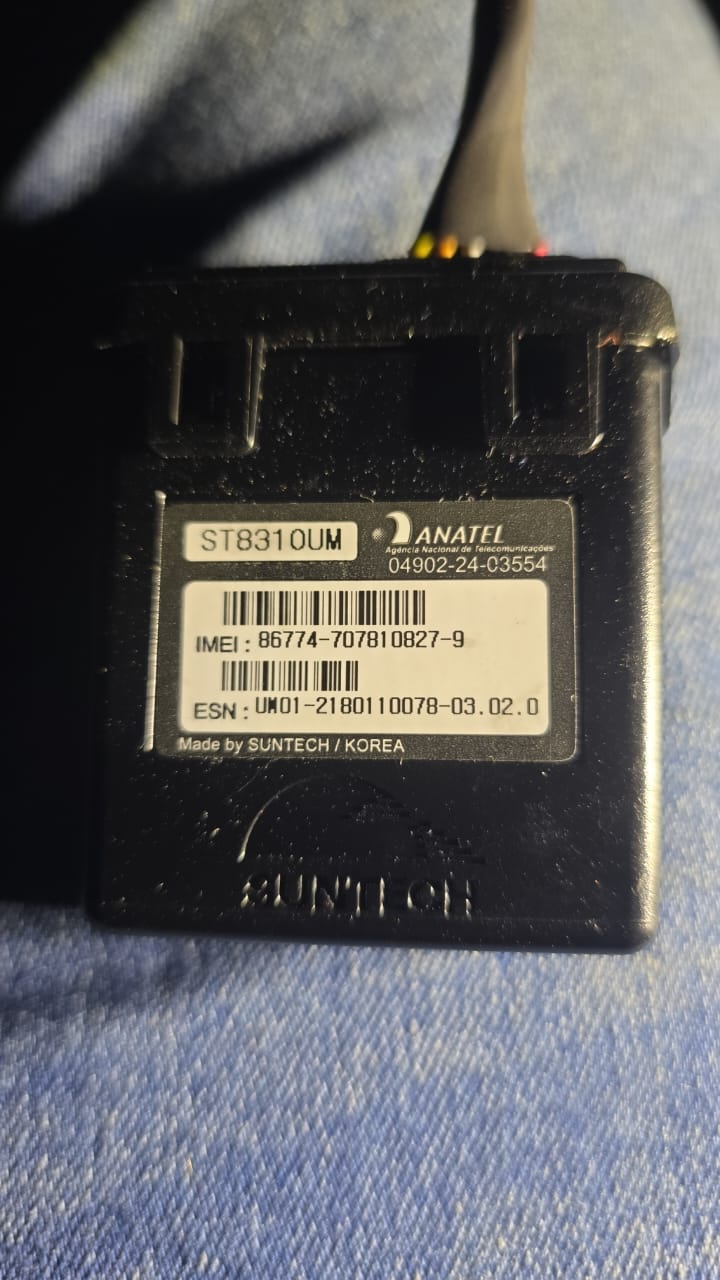 ST8310UM
ANATEL
Agência Nacional de Telecomunicações
04902-24-03554
IMEI : 86774-707810827-9
ESN : UM01-2180110078-03.02.0
Made by SUNTECH / KOREA
SUNTECH